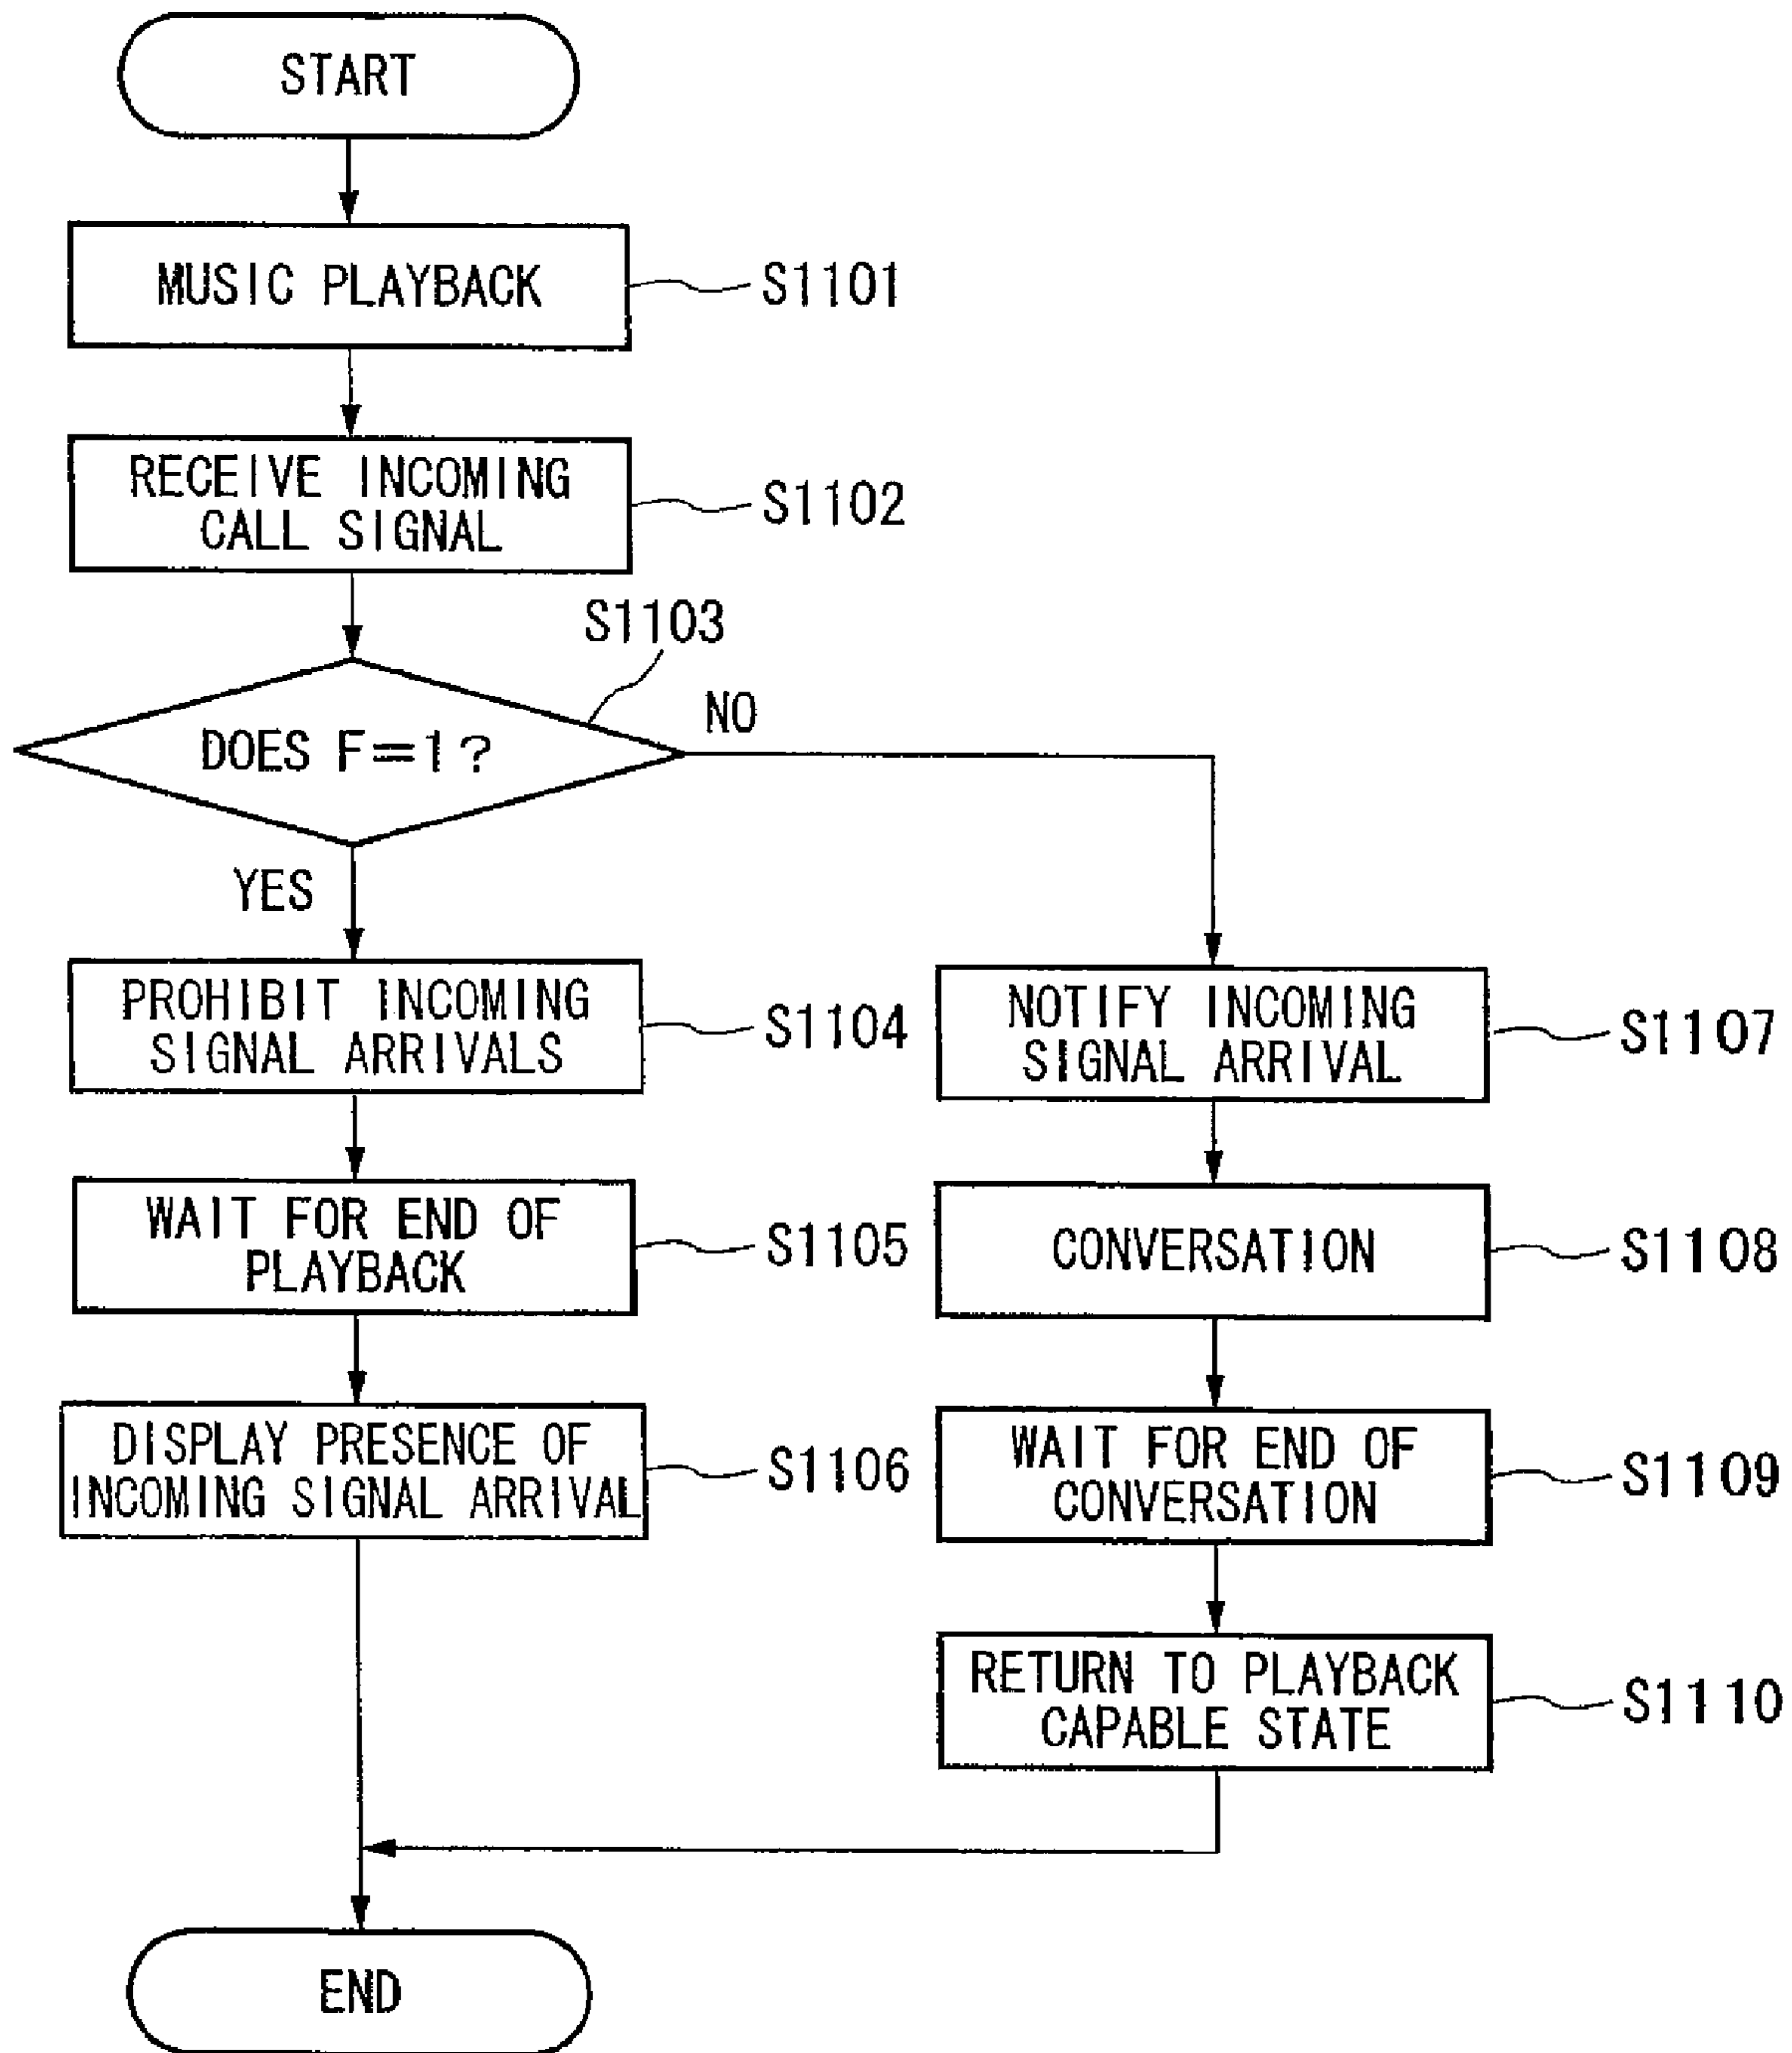 START
MUSIC PLAYBACK
S1101
RECEIVE INCOMING
CALL SIGNAL
S1102
S1103
DOES F=1?
NO
YES
PROHIBIT INCOMING
SIGNAL ARRIVALS
S1104
WAIT FOR END OF
PLAYBACK
S1105
DISPLAY PRESENCE OF
INCOMING SIGNAL ARRIVAL
S1106
NOTIFY INCOMING
SIGNAL ARRIVAL
S1107
CONVERSATION
S1108
WAIT FOR END OF
CONVERSATION
S1109
RETURN TO PLAYBACK
CAPABLE STATE
S1110
END